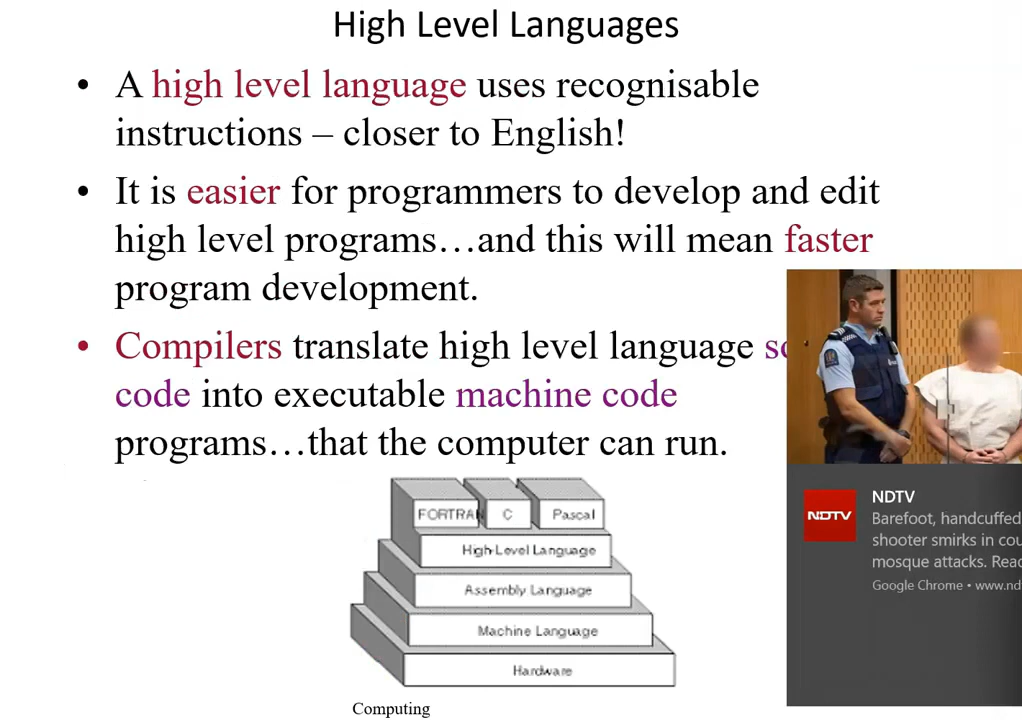 High Level Languages
• A high level language uses recognisable
instructions – closer to English!
• It is easier for programmers to develop and edit
high level programs…and this will mean faster
program development.
• Compilers translate high level language
code into executable machine code
programs…that the computer can run.
FORTRAN C Pascal
High-Level Language
Assembly Language
Machine Language
Hardware
Computing
NDTV
NDTV
Barefoot, handcuffed
shooter smirks in
mosque attacks.
Google Chrome •